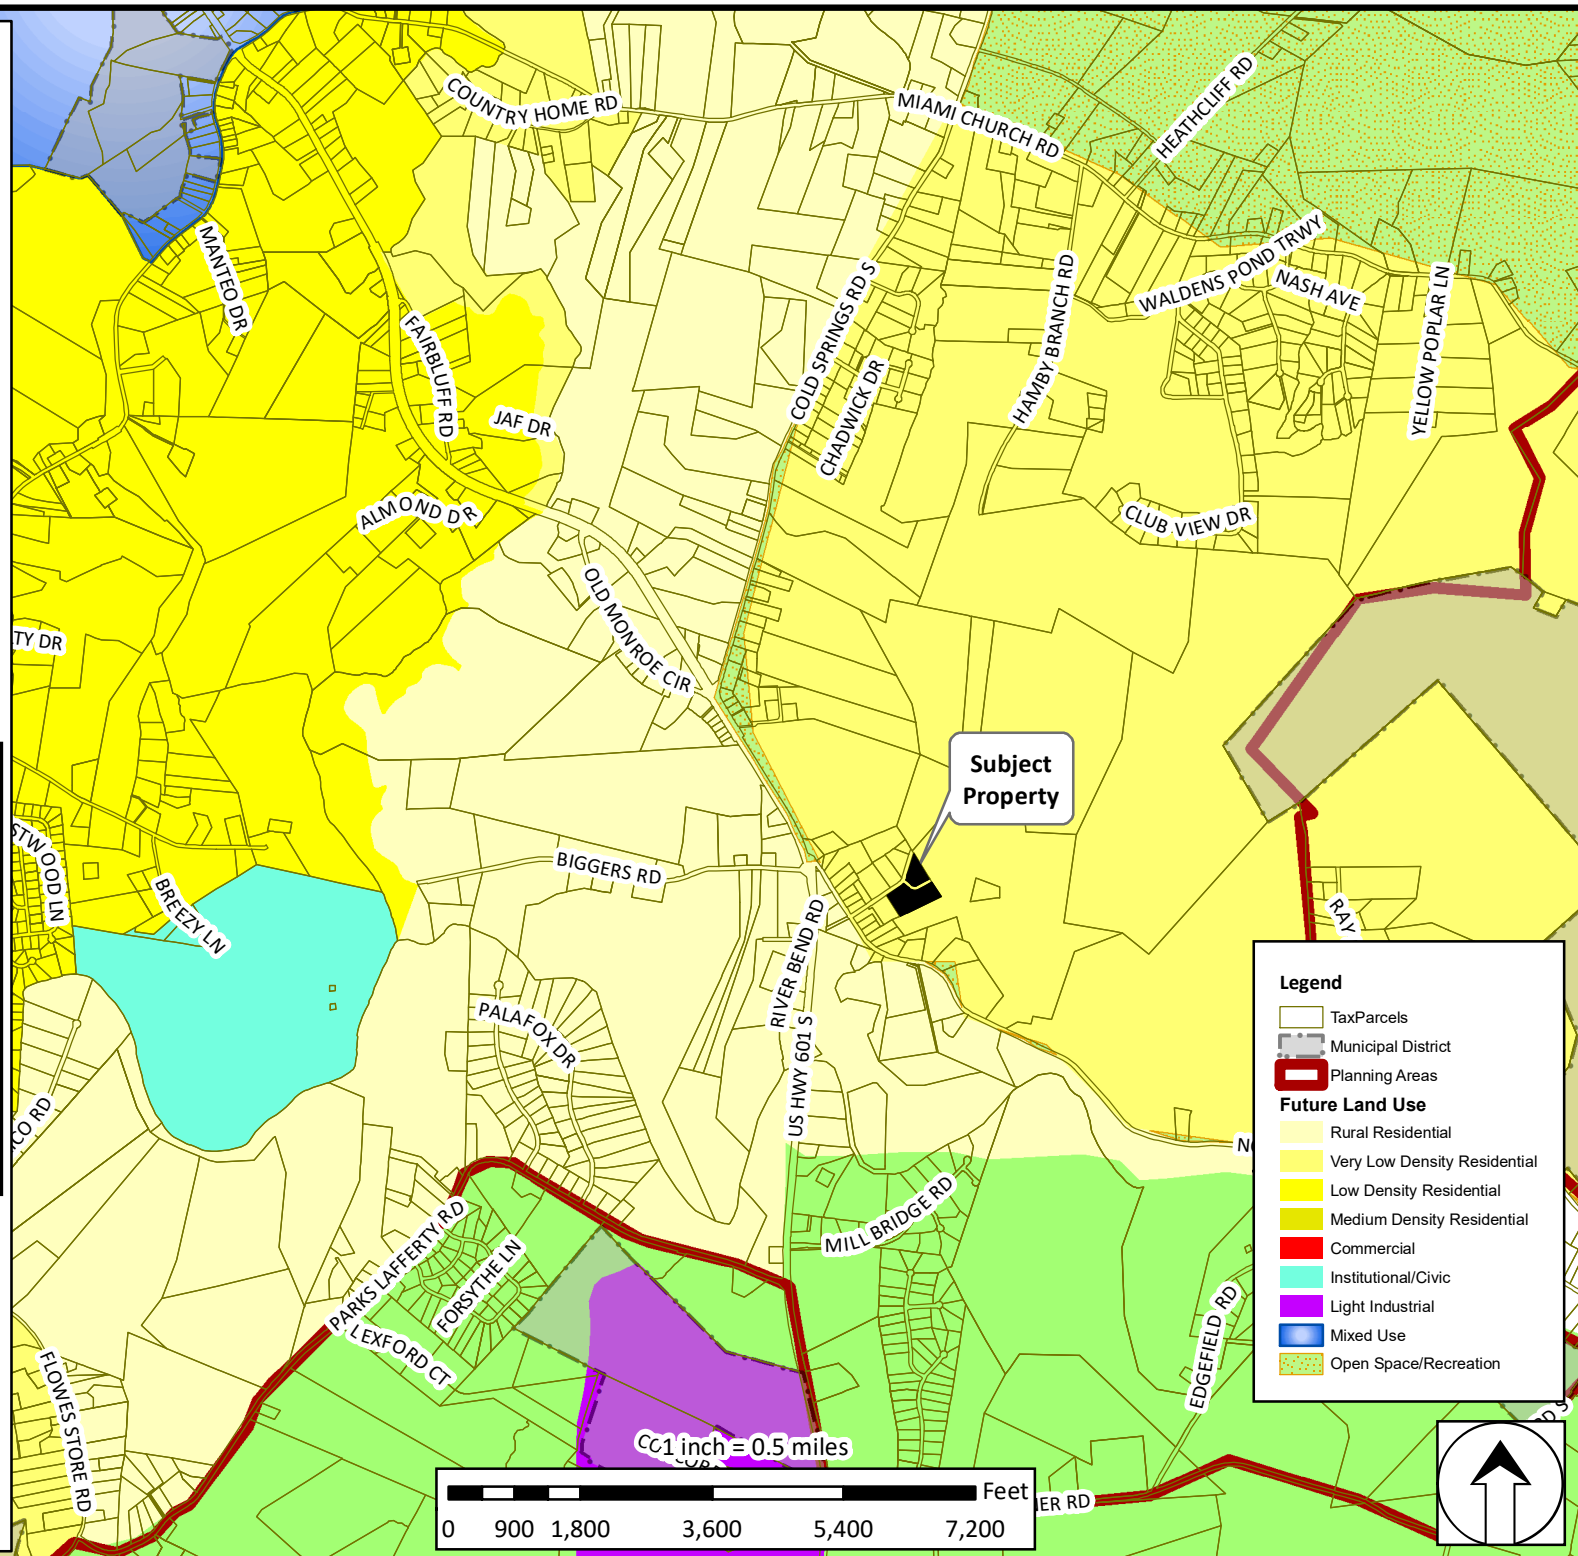 COUNTRY HOME RD
MIAMI CHURCH RD
HEATHCLIFF RD
MANTEO DR
COLD SPRINGS RD S
HAMBY BRANCH RD
WALDENS POND TRWY
NASH AVE
YELLOW POPLAR LN
FAIRBLUFF RD
JAF DR
CHADWICK DR
ALMOND DR
CLUB VIEW DR
OLD MONROE CIR
TY DR
Subject
Property
STWOOD LN
BREEZY LN
BIGGERS RD
RIVER BEND RD
RAY
PALAFOX DR
US HWY 601 S
ICO RD
PARKS LAFFERTY RD
FORSYTHE LN
LEXFORD CT
MILL BRIDGE RD
EDGEFIELD RD
FLOWES STORE RD
NER RD
RD S
Legend
TaxParcels
Municipal District
Planning Areas
Future Land Use
Rural Residential
Very Low Density Residential
Low Density Residential
Medium Density Residential
Commercial
Institutional/Civic
Light Industrial
Mixed Use
Open Space/Recreation
1 inch = 0.5 miles
Feet
0 900 1,800 3,600 5,400 7,200